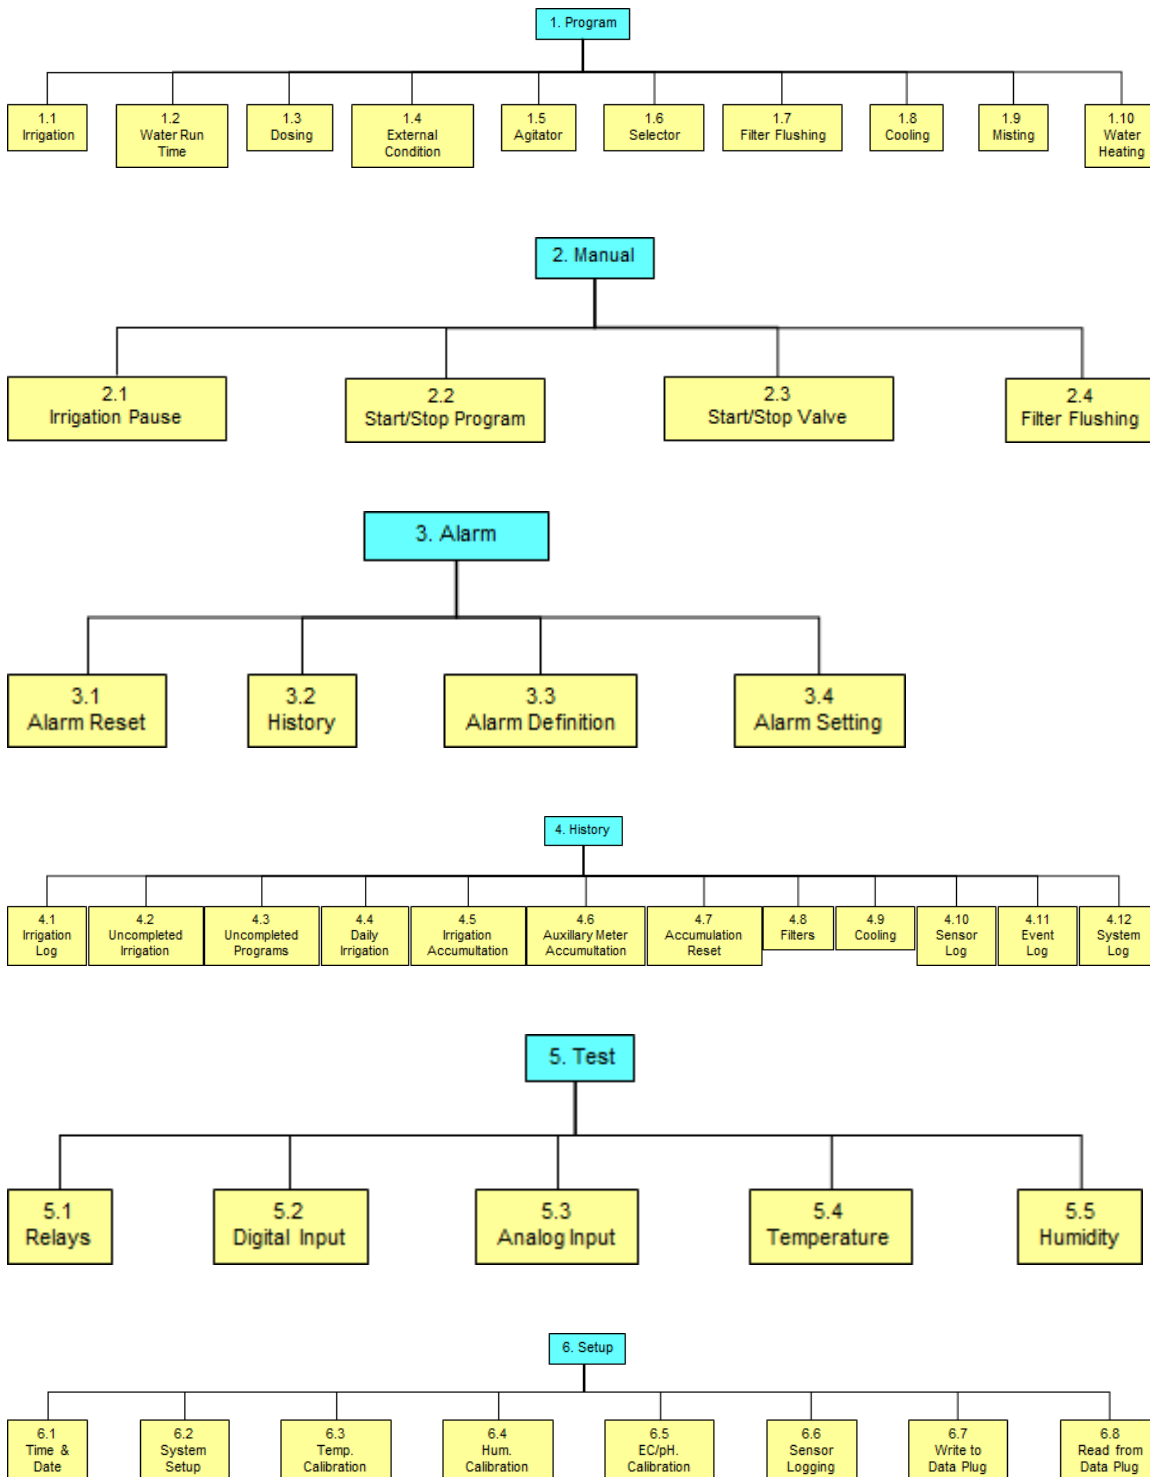 1. Program
1.1
Irrigation
1.2
Water Run
Time
1.3
Dosing
1.4
External
Condition
1.5
Agitator
1.6
Selector
1.7
Filter Flushing
1.8
Cooling
1.9
Misting
1.10
Water
Heating
2. Manual
2.1
Irrigation Pause
2.2
Start/Stop Program
2.3
Start/Stop Valve
2.4
Filter Flushing
3. Alarm
3.1
Alarm Reset
3.2
History
3.3
Alarm Definition
3.4
Alarm Setting
4. History
4.1
Irrigation
Log
4.2
Uncompleted
Irrigation
4.3
Uncompleted
Programs
4.4
Daily
Irrigation
4.5
Irrigation
Accumultation
4.6
Auxillary Meter
Accumultation
4.7
Accumulation
Reset
4.8
Filters
4.9
Cooling
4.10
Sensor
Log
4.11
Event
Log
4.12
System
Log
5. Test
5.1
Relays
5.2
Digital Input
5.3
Analog Input
5.4
Temperature
5.5
Humidity
6. Setup
6.1
Time &
Date
6.2
System
Setup
6.3
Temp.
Calibration
6.4
Hum.
Calibration
6.5
EC/pH.
Calibration
6.6
Sensor
Logging
6.7
Write to
Data Plug
6.8
Read from
Data Plug